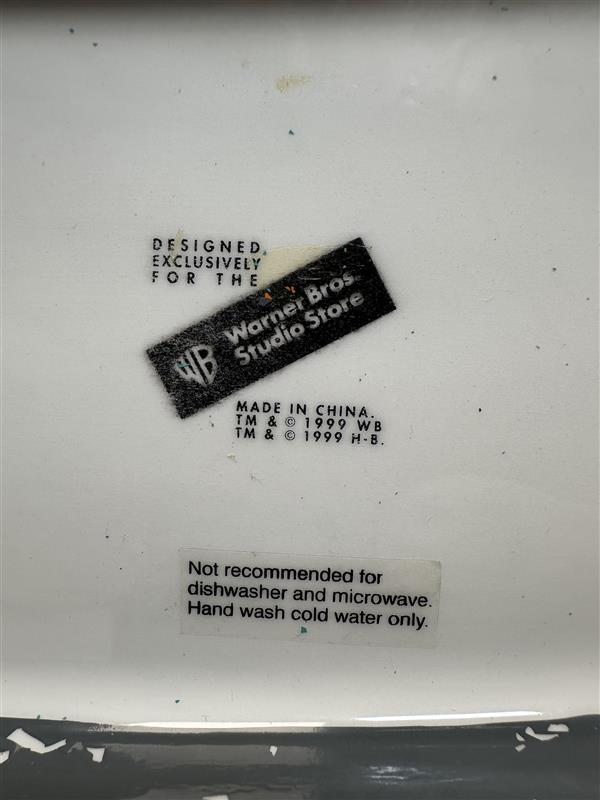 DESIGNED
EXCLUSIVELY
FOR THE
WB
Warner Bros.
Studio Store
MADE IN CHINA.
TM & © 1999 WB
TM & © 1999 H-B.
Not recommended for
dishwasher and microwave.
Hand wash cold water only.